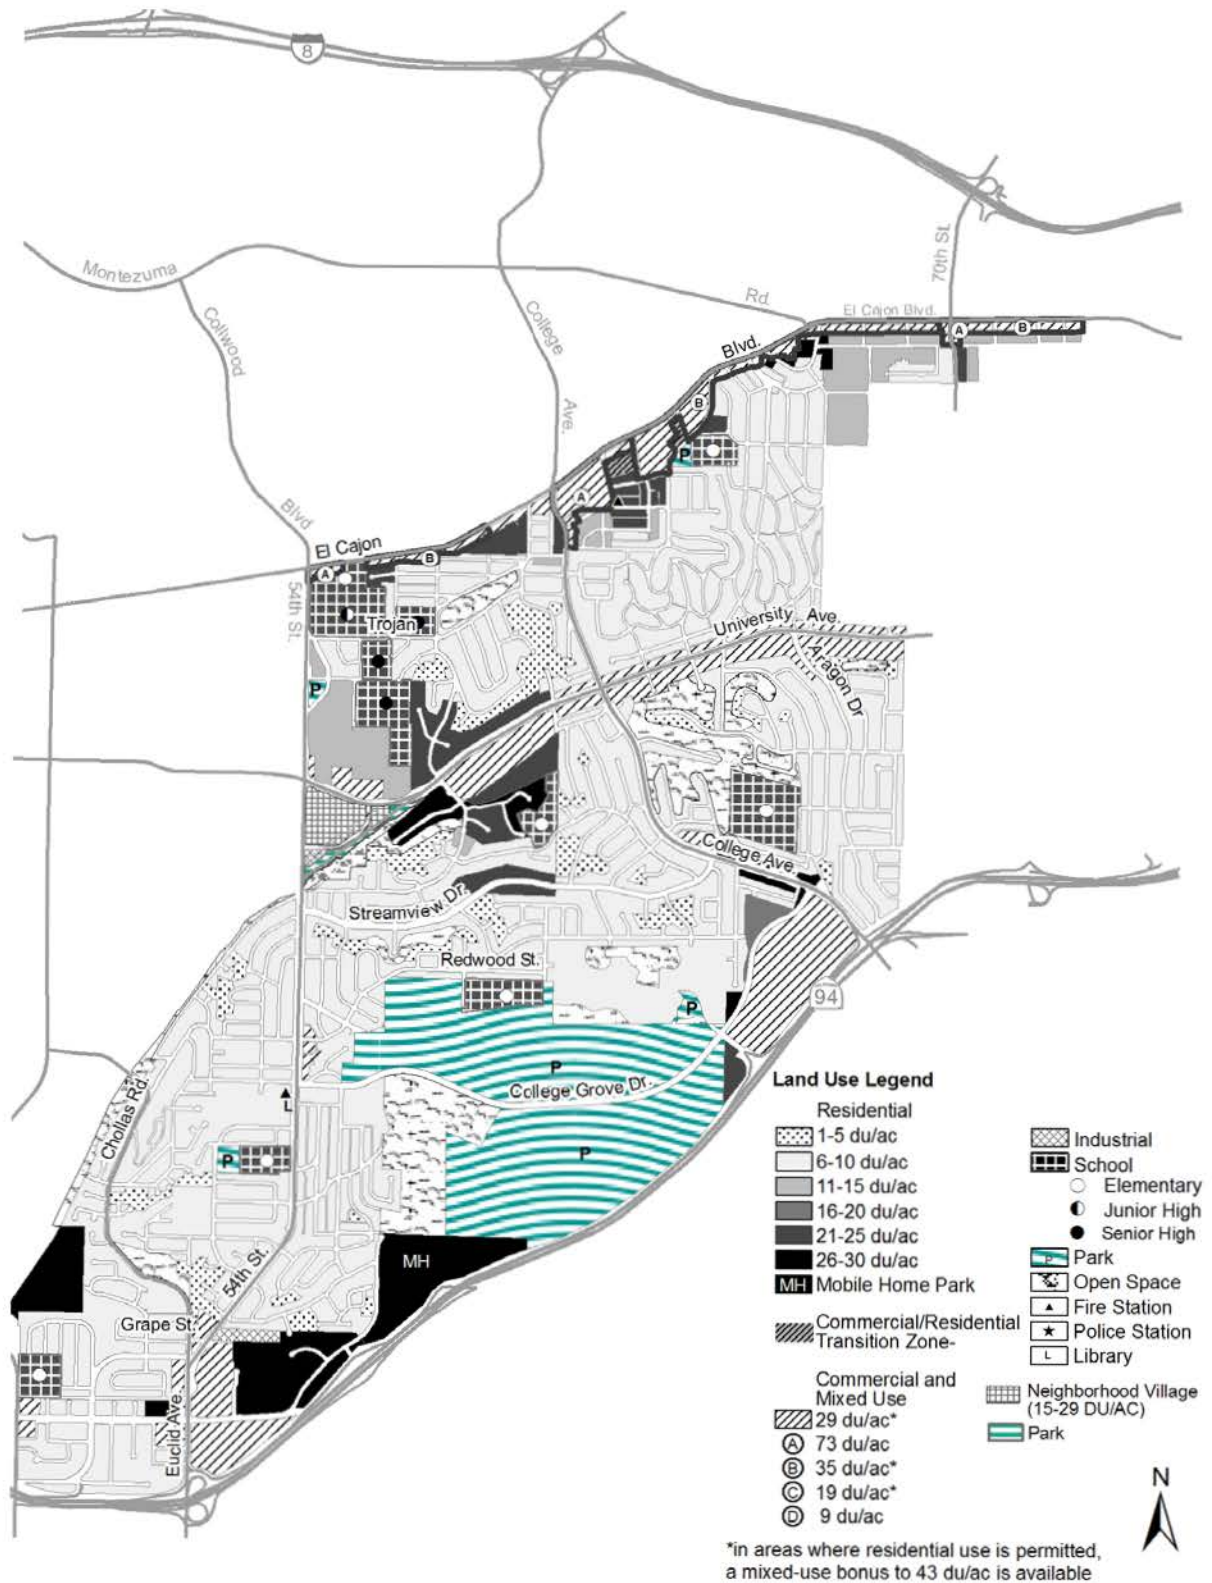 8
Montezuma
Collwood
College
Rd.
70th St.
El Cajon Blvd.
A
B
Blvd.
B
P
Ave.
A
Blvd
El Cajon
B
A
54th St.
Trojan
University Ave.
Aragon Dr
P
College Ave.
Streamview Dr.
Redwood St.
94
P
P
College Grove Dr.
L
Chollas Rd.
P
P
54th St.
MH
Grape St.
Euclid Ave.
Land Use Legend
Residential
1-5 du/ac
6-10 du/ac
11-15 du/ac
16-20 du/ac
21-25 du/ac
26-30 du/ac
MH Mobile Home Park
Commercial/Residential
Transition Zone-
Commercial and
Mixed Use
29 du/ac*
A 73 du/ac
B 35 du/ac*
C 19 du/ac*
D 9 du/ac
Industrial
School
Elementary
Junior High
Senior High
P Park
Open Space
Fire Station
Police Station
L Library
Neighborhood Village
(15-29 DU/AC)
Park
N
*in areas where residential use is permitted,
a mixed-use bonus to 43 du/ac is available